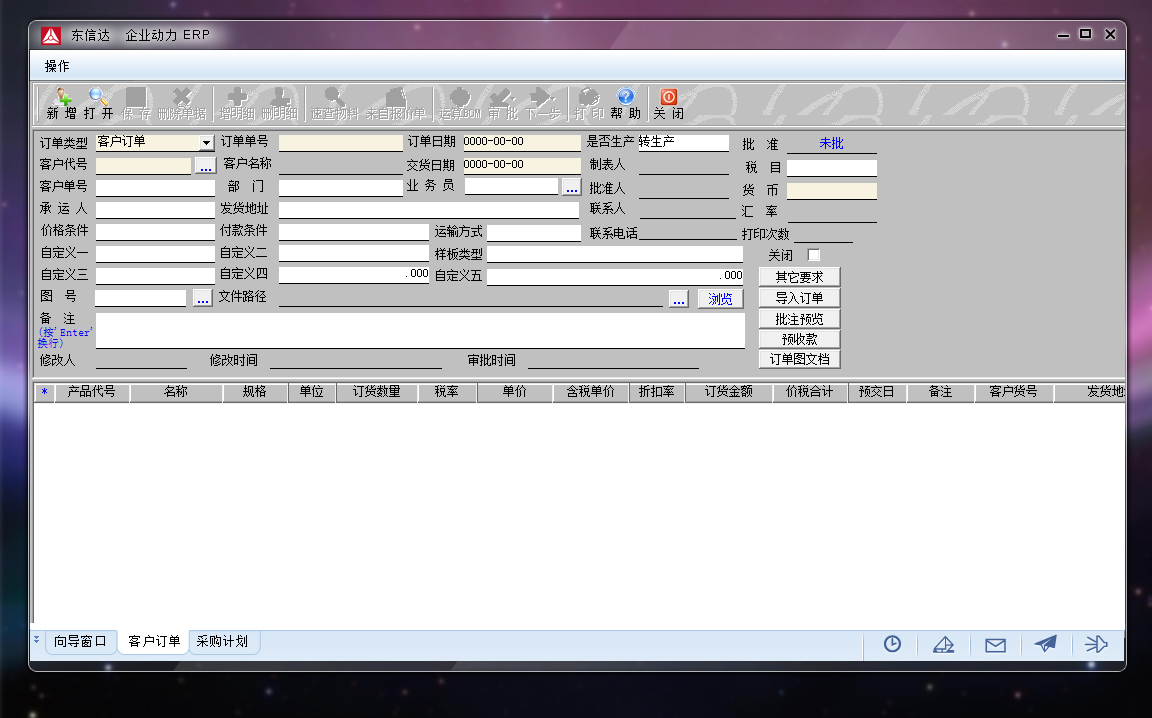 东信达 企业动力 ERP
操作
新 增 打 开 保 存 删除单据 增明细 删明细 速查物料 来自报价单 运算BOM 审 批 下一步 打 印 帮 助 关 闭
订单类型 客户订单 订单单号 订单日期 0000-00-00 是否生产 转生产 批 准 未批
客户代号 ... 客户名称 交货日期 0000-00-00 制表人 税 目
客户单号 部 门 业 务 员 ... 批准人 货 币
承 运 人 发货地址 联系人 汇 率
价格条件 付款条件 运输方式 联系电话 打印次数
自定义一 自定义二 样板类型 关闭
自定义三 自定义四 .000 自定义五 .000 其它要求
图 号 ... 文件路径 ... 浏览 导入订单
备 注 批注预览
(按'Enter'
换行) 预收款
修改人 修改时间 审批时间 订单图文档
* 产品代号 名称 规格 单位 订货数量 税率 单价 含税单价 折扣率 订货金额 价税合计 预交日 备注 客户货号 发货地
向导窗口 客户订单 采购计划